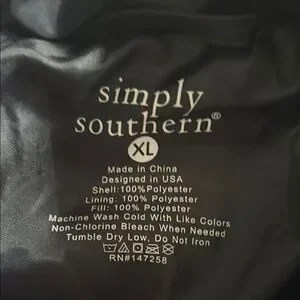 simply
southern®
XL
Made in China
Designed in USA
Shell:100%Polyester
Lining: 100% Polyester
Fill: 100% Polyester
Machine Wash Cold With Like Colors
Non-Chlorine Bleach When Needed
Tumble Dry Low, Do Not Iron
RN#147258